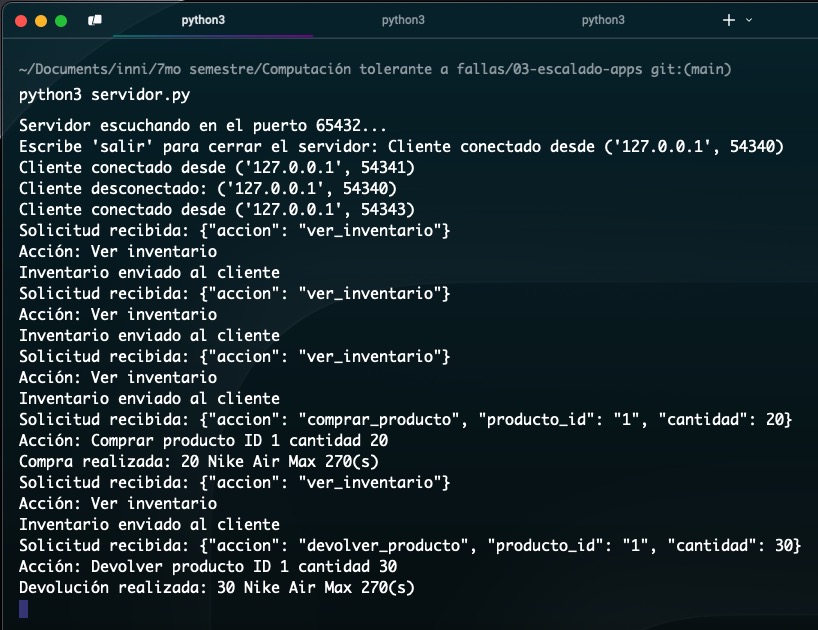 python3
python3
python3
~/Documents/inni/7mo semestre/Computación tolerante a fallas/03-escalado-apps git:(main)
python3 servidor.py
Servidor escuchando en el puerto 65432...
Escribe 'salir' para cerrar el servidor: Cliente conectado desde ('127.0.0.1', 54340)
Cliente conectado desde ('127.0.0.1', 54341)
Cliente desconectado: ('127.0.0.1', 54340)
Cliente conectado desde ('127.0.0.1', 54343)
Solicitud recibida: {"accion": "ver_inventario"}
Acción: Ver inventario
Inventario enviado al cliente
Solicitud recibida: {"accion": "ver_inventario"}
Acción: Ver inventario
Inventario enviado al cliente
Solicitud recibida: {"accion": "ver_inventario"}
Acción: Ver inventario
Inventario enviado al cliente
Solicitud recibida: {"accion": "comprar_producto", "producto_id": "1", "cantidad": 20}
Acción: Comprar producto ID 1 cantidad 20
Compra realizada: 20 Nike Air Max 270(s)
Solicitud recibida: {"accion": "ver_inventario"}
Acción: Ver inventario
Inventario enviado al cliente
Solicitud recibida: {"accion": "devolver_producto", "producto_id": "1", "cantidad": 30}
Acción: Devolver producto ID 1 cantidad 30
Devolución realizada: 30 Nike Air Max 270(s)